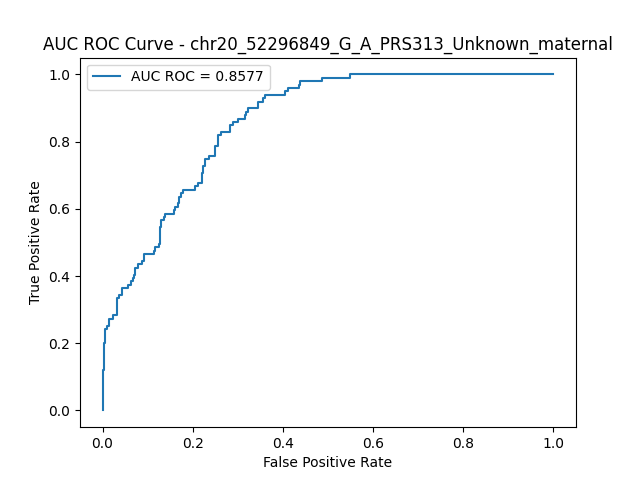 AUC ROC Curve - chr20_52296849_G_A_PRS313_Unknown_maternal
AUC ROC = 0.8577
1.0
0.8
0.6
0.4
0.2
0.0
True Positive Rate
0.0 0.2 0.4 0.6 0.8 1.0
False Positive Rate